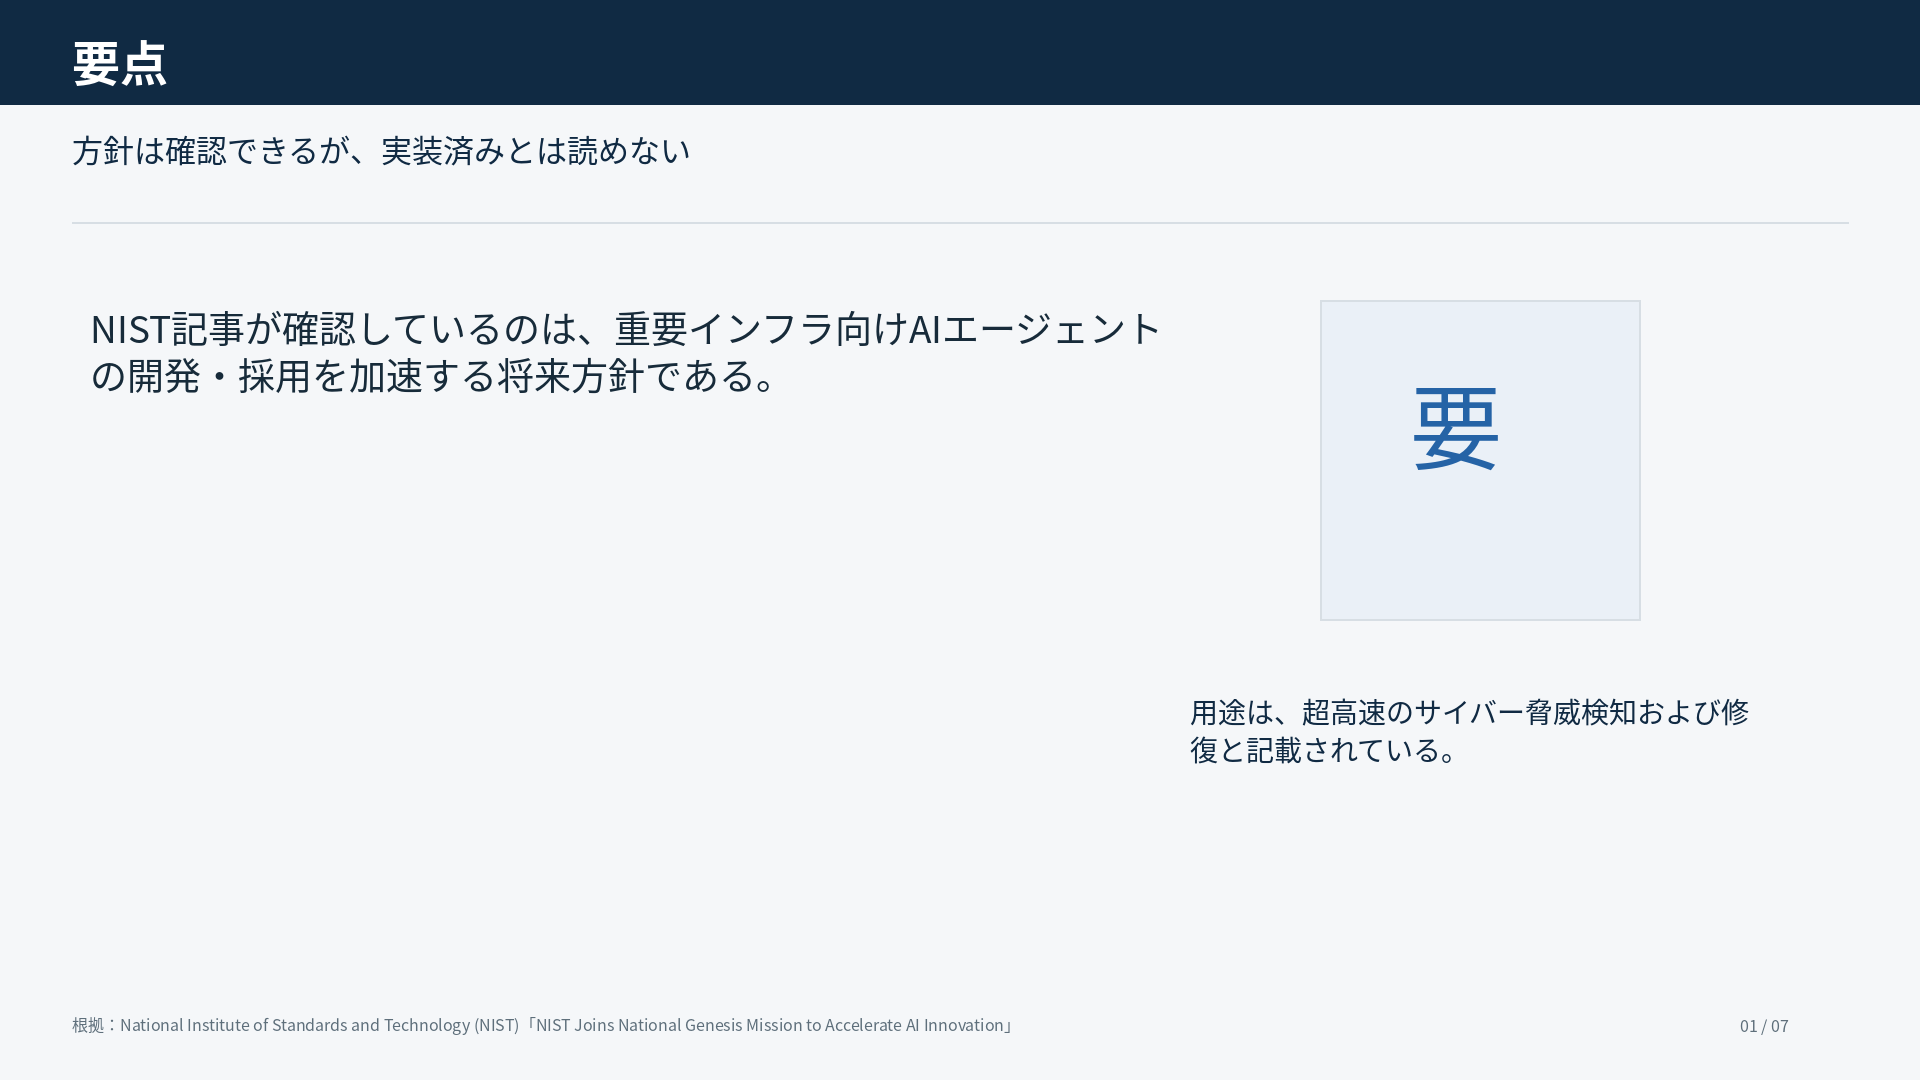 要点
方針は確認できるが、実装済みとは読めない
NIST記事が確認しているのは、重要インフラ向けAIエージェント
の開発・採用を加速する将来方針である。
要
用途は、超高速のサイバー脅威検知および修
復と記載されている。
根拠：National Institute of Standards and Technology (NIST)「NIST Joins National Genesis Mission to Accelerate AI Innovation」
01 / 07